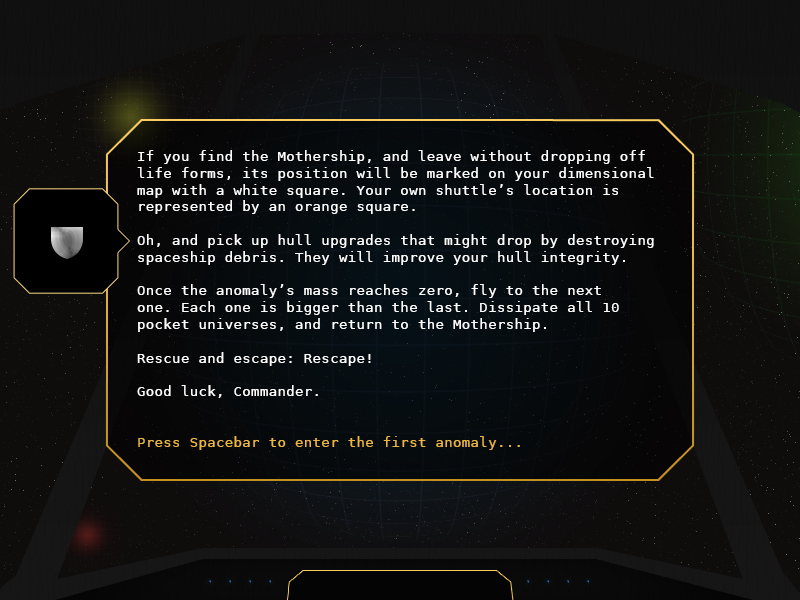 If you find the Mothership, and leave without dropping off
life forms, its position will be marked on your dimensional
map with a white square. Your own shuttle’s location is
represented by an orange square.
Oh, and pick up hull upgrades that might drop by destroying
spaceship debris. They will improve your hull integrity.
Once the anomaly’s mass reaches zero, fly to the next
one. Each one is bigger than the last. Dissipate all 10
pocket universes, and return to the Mothership.
Rescue and escape: Rescape!
Good luck, Commander.
Press Spacebar to enter the first anomaly...